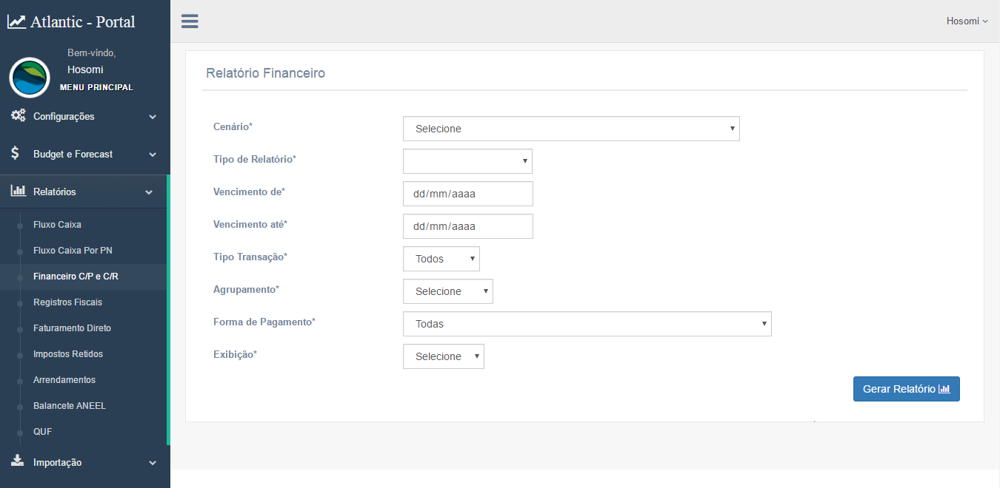 Atlantic - Portal
Bem-vindo,
Hosomi
MENU PRINCIPAL
Configurações
Budget e Forecast
Relatórios
Fluxo Caixa
Fluxo Caixa Por PN
Financeiro C/P e C/R
Registros Fiscais
Faturamento Direto
Impostos Retidos
Arrendamentos
Balancete ANEEL
QUF
Importação
Hosomi
Relatório Financeiro
Cenário* Selecione
Tipo de Relatório*
Vencimento de* dd/mm/aaaa
Vencimento até* dd/mm/aaaa
Tipo Transação* Todos
Agrupamento* Selecione
Forma de Pagamento* Todas
Exibição* Selecione
Gerar Relatório